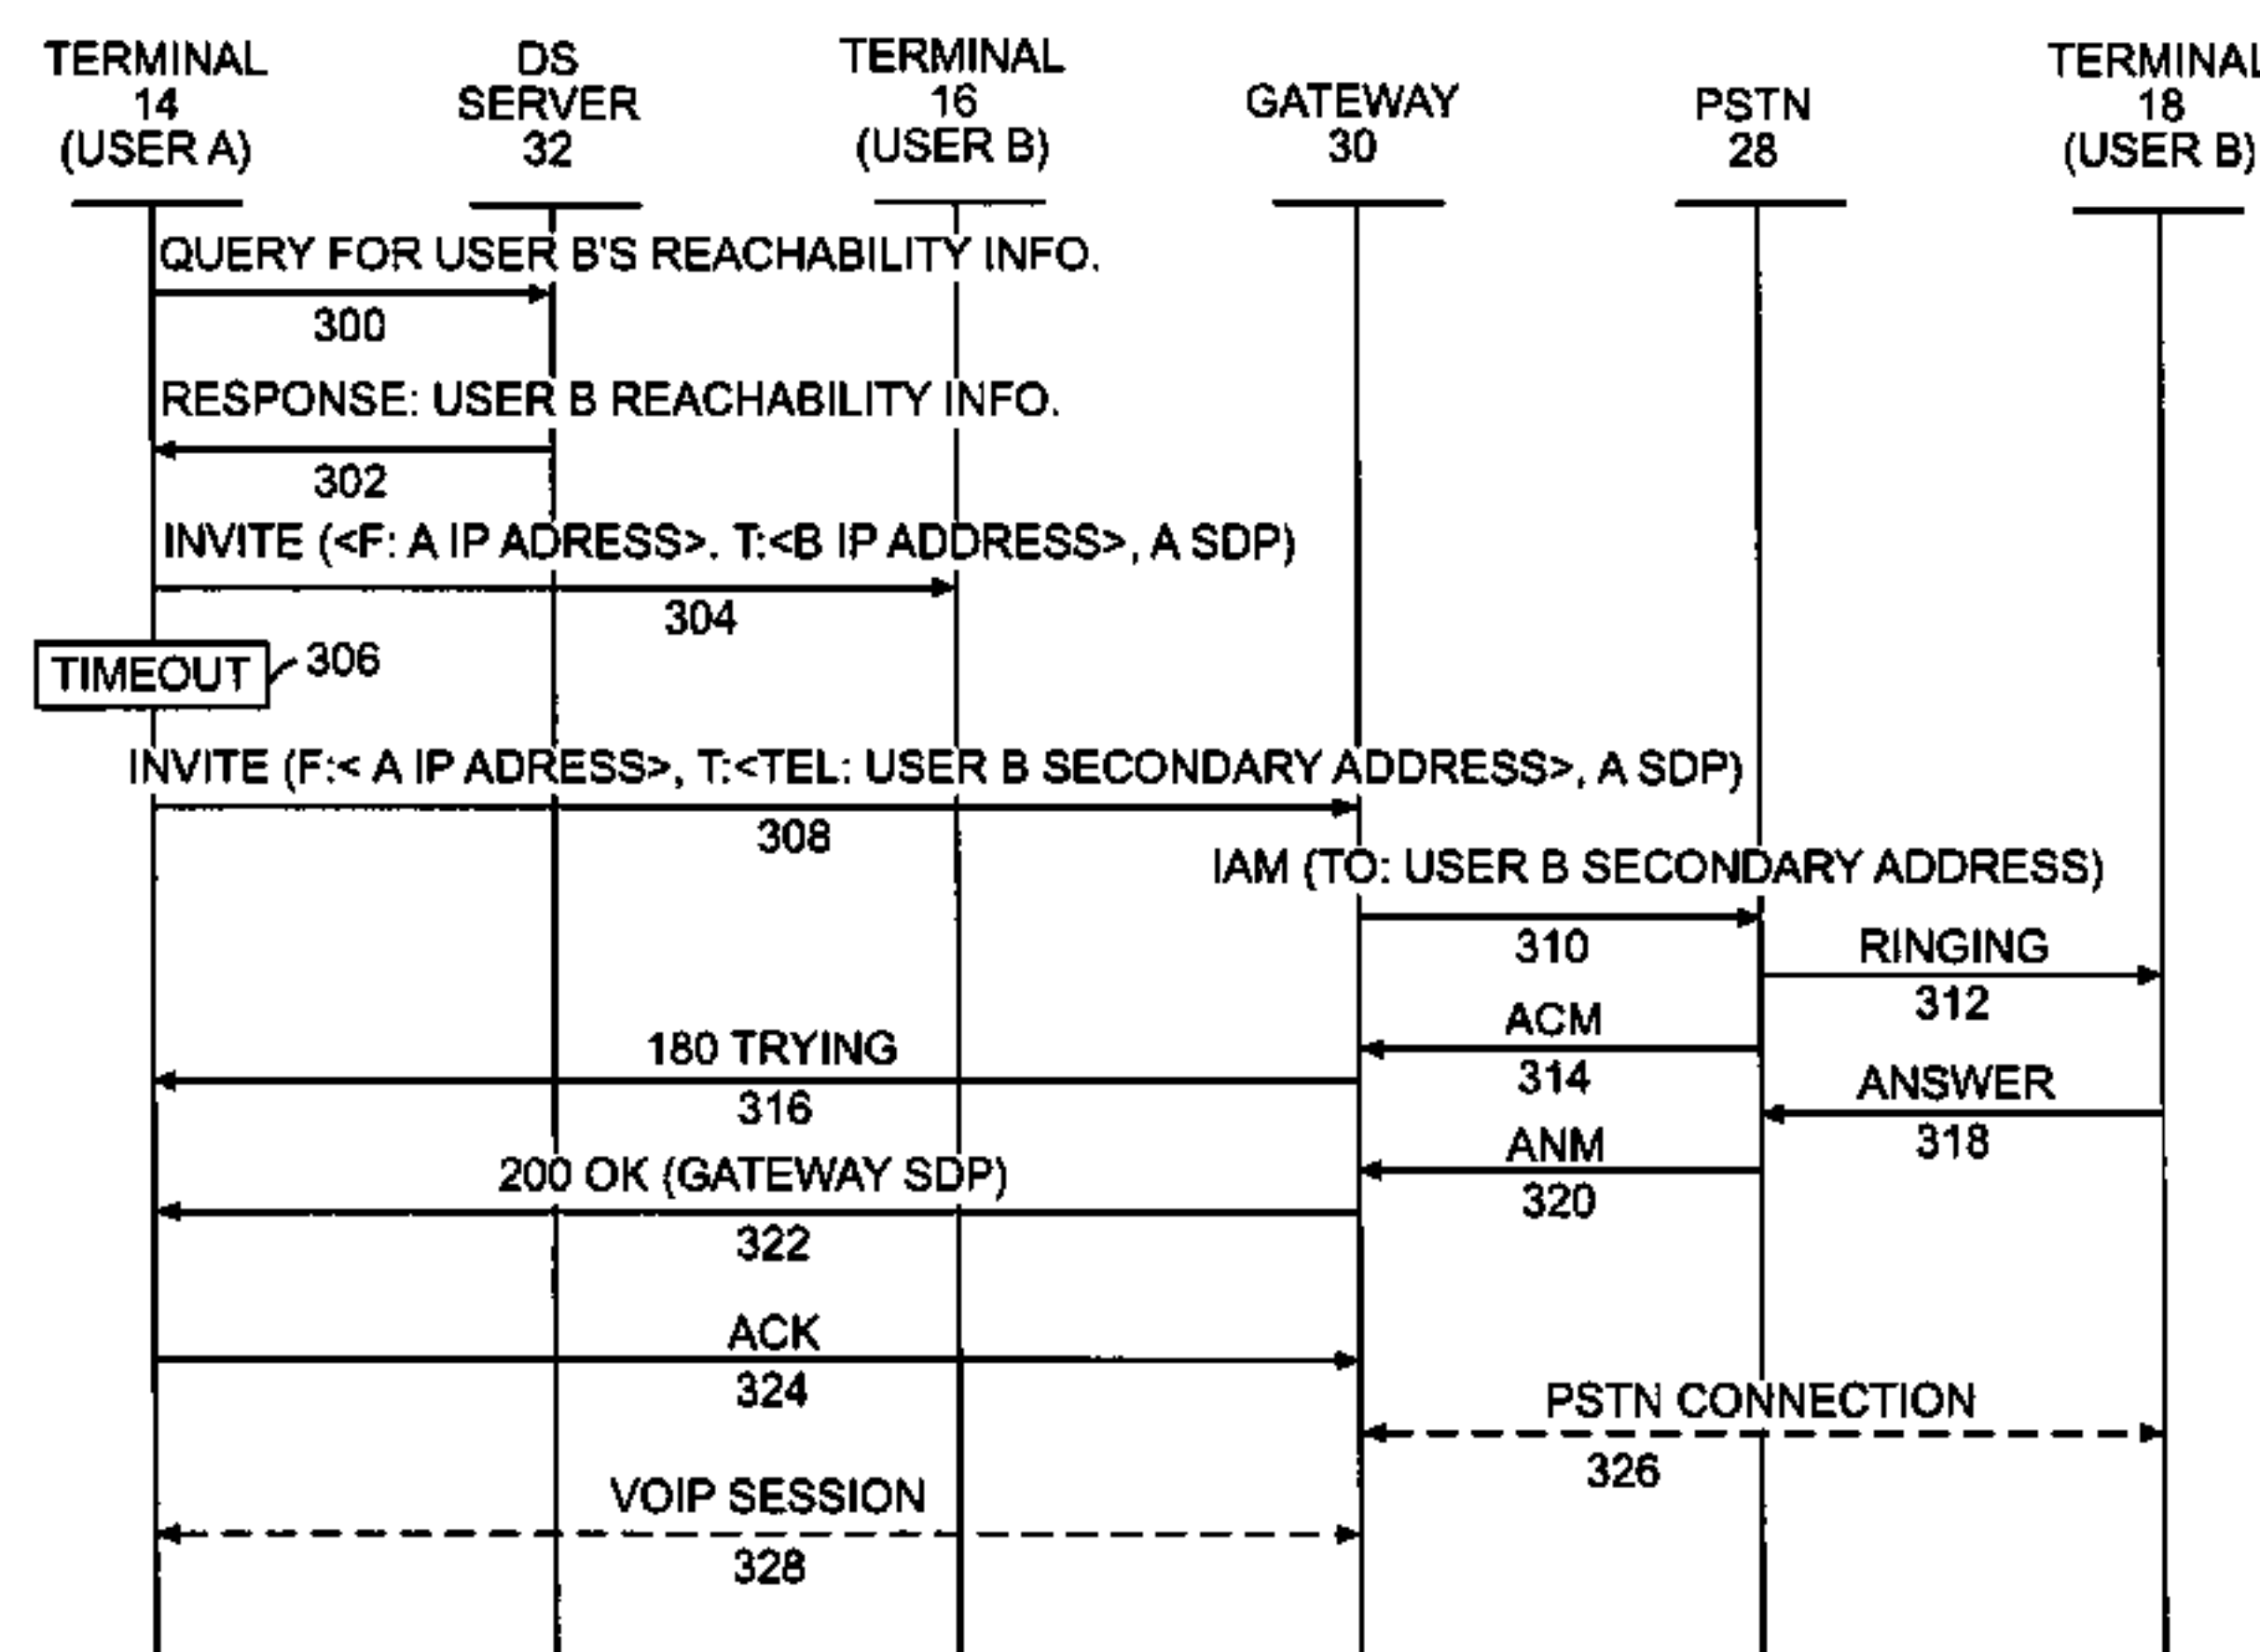 TERMINAL
14
(USER A)
DS
SERVER
32
TERMINAL
16
(USER B)
GATEWAY
30
PSTN
28
TERMINAL
18
(USER B)
QUERY FOR USER B'S REACHABILITY INFO.
300
RESPONSE: USER B REACHABILITY INFO.
302
INVITE (<F: A IP ADRESS>. T:<B IP ADDRESS>, A SDP)
304
TIMEOUT
306
INVITE (F:< A IP ADRESS>, T:<TEL: USER B SECONDARY ADDRESS>, A SDP)
308
IAM (TO: USER B SECONDARY ADDRESS)
310
RINGING
312
ACM
314
180 TRYING
316
ANSWER
318
ANM
320
200 OK (GATEWAY SDP)
322
ACK
324
PSTN CONNECTION
326
VOIP SESSION
328